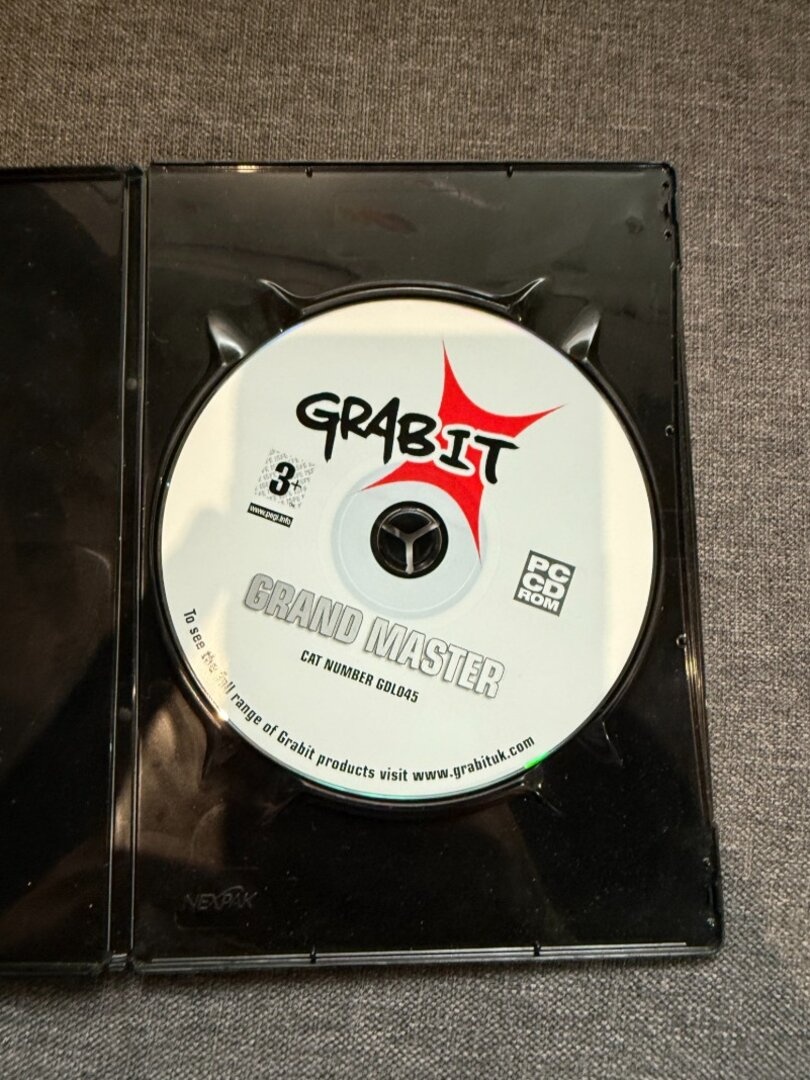 GRABIT
3+
www.pegi.info
PC
CD
ROM
GRAND MASTER
CAT NUMBER GDL045
To see the full range of Grabit products visit www.grabituk.com
NEXPAK